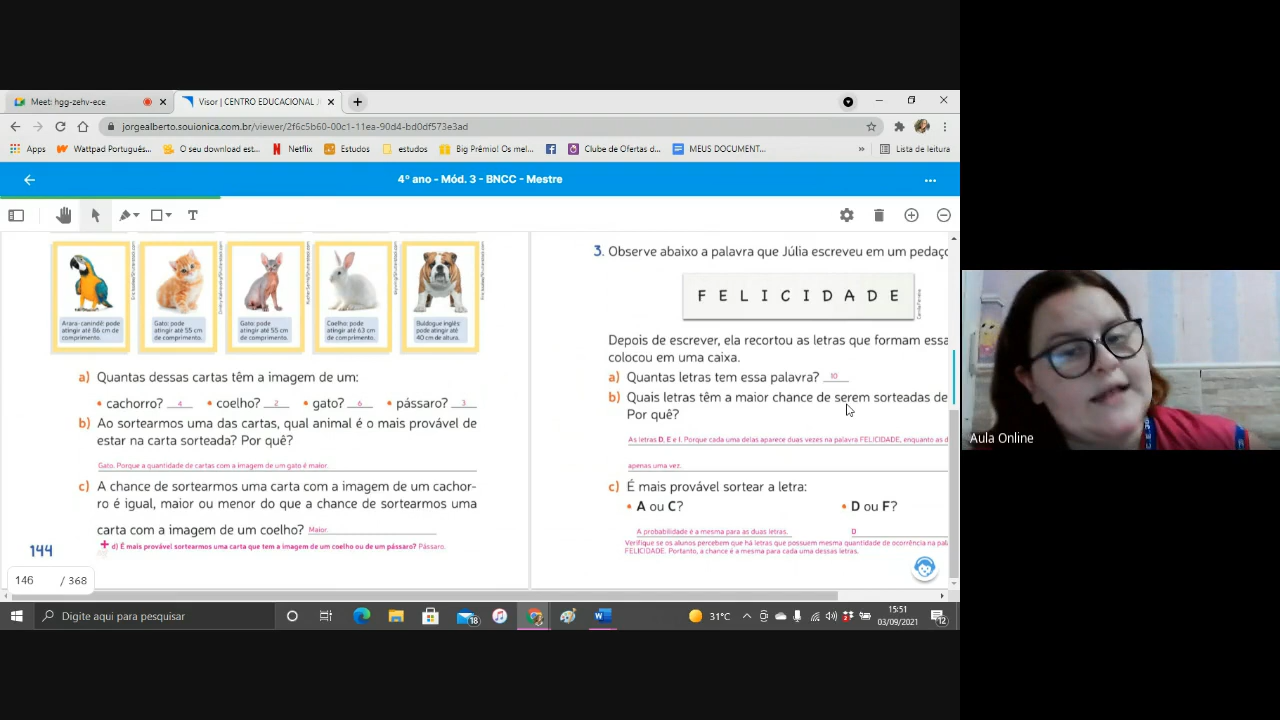 Meet: hgg-zehv-ece
Visor | CENTRO EDUCACIONAL J
jorgealberto.souionica.com.br/viewer/2f6c5b60-00c1-11ea-90d4-bd0df573e3ad
Apps
Wattpad Português...
O seu download est...
Netflix
Estudos
estudos
Big Prêmio! Os mel...
Clube de Ofertas d...
MEUS DOCUMENT...
»
Lista de leitura
4º ano - Mód. 3 - BNCC - Mestre
T
Arara- canindé: pode
atingir até 86 cm de
comprimento.
Gato: pode
atingir até 55 cm
de comprimento.
Gato: pode
atingir até 55 cm
de comprimento.
Coelho: pode
atingir até 63 cm
de comprimento.
Buldogue inglês:
pode atingir até
40 cm de altura.
a) Quantas dessas cartas têm a imagem de um:
• cachorro? 4 • coelho? 2 • gato? 6 • pássaro? 3
b) Ao sortearmos uma das cartas, qual animal é o mais provável de
estar na carta sorteada? Por quê?
Gato. Porque a quantidade de cartas com a imagem de um gato é maior.
c) A chance de sortearmos uma carta com a imagem de um cachor-
ro é igual, maior ou menor do que a chance de sortearmos uma
carta com a imagem de um coelho? Maior.
144
+ d) É mais provável sortearmos uma carta que tem a imagem de um coelho ou de um pássaro? Pássaro.
146 / 368
3. Observe abaixo a palavra que Júlia escreveu em um pedaço
F E L I C I D A D E
Depois de escrever, ela recortou as letras que formam essa
colocou em uma caixa.
a) Quantas letras tem essa palavra? 10
b) Quais letras têm a maior chance de serem sorteadas de
Por quê?
As letras D, E e I. Porque cada uma delas aparece duas vezes na palavra FELICIDADE, enquanto as d
apenas uma vez.
c) É mais provável sortear a letra:
• A ou C? • D ou F?
A probabilidade é a mesma para as duas letras. D
Verifique se os alunos percebem que há letras que possuem mesma quantidade de ocorrência na pal
FELICIDADE. Portanto, a chance é a mesma para cada uma dessas letras.
Aula Online
Digite aqui para pesquisar
18
31°C
15:51
03/09/2021
12